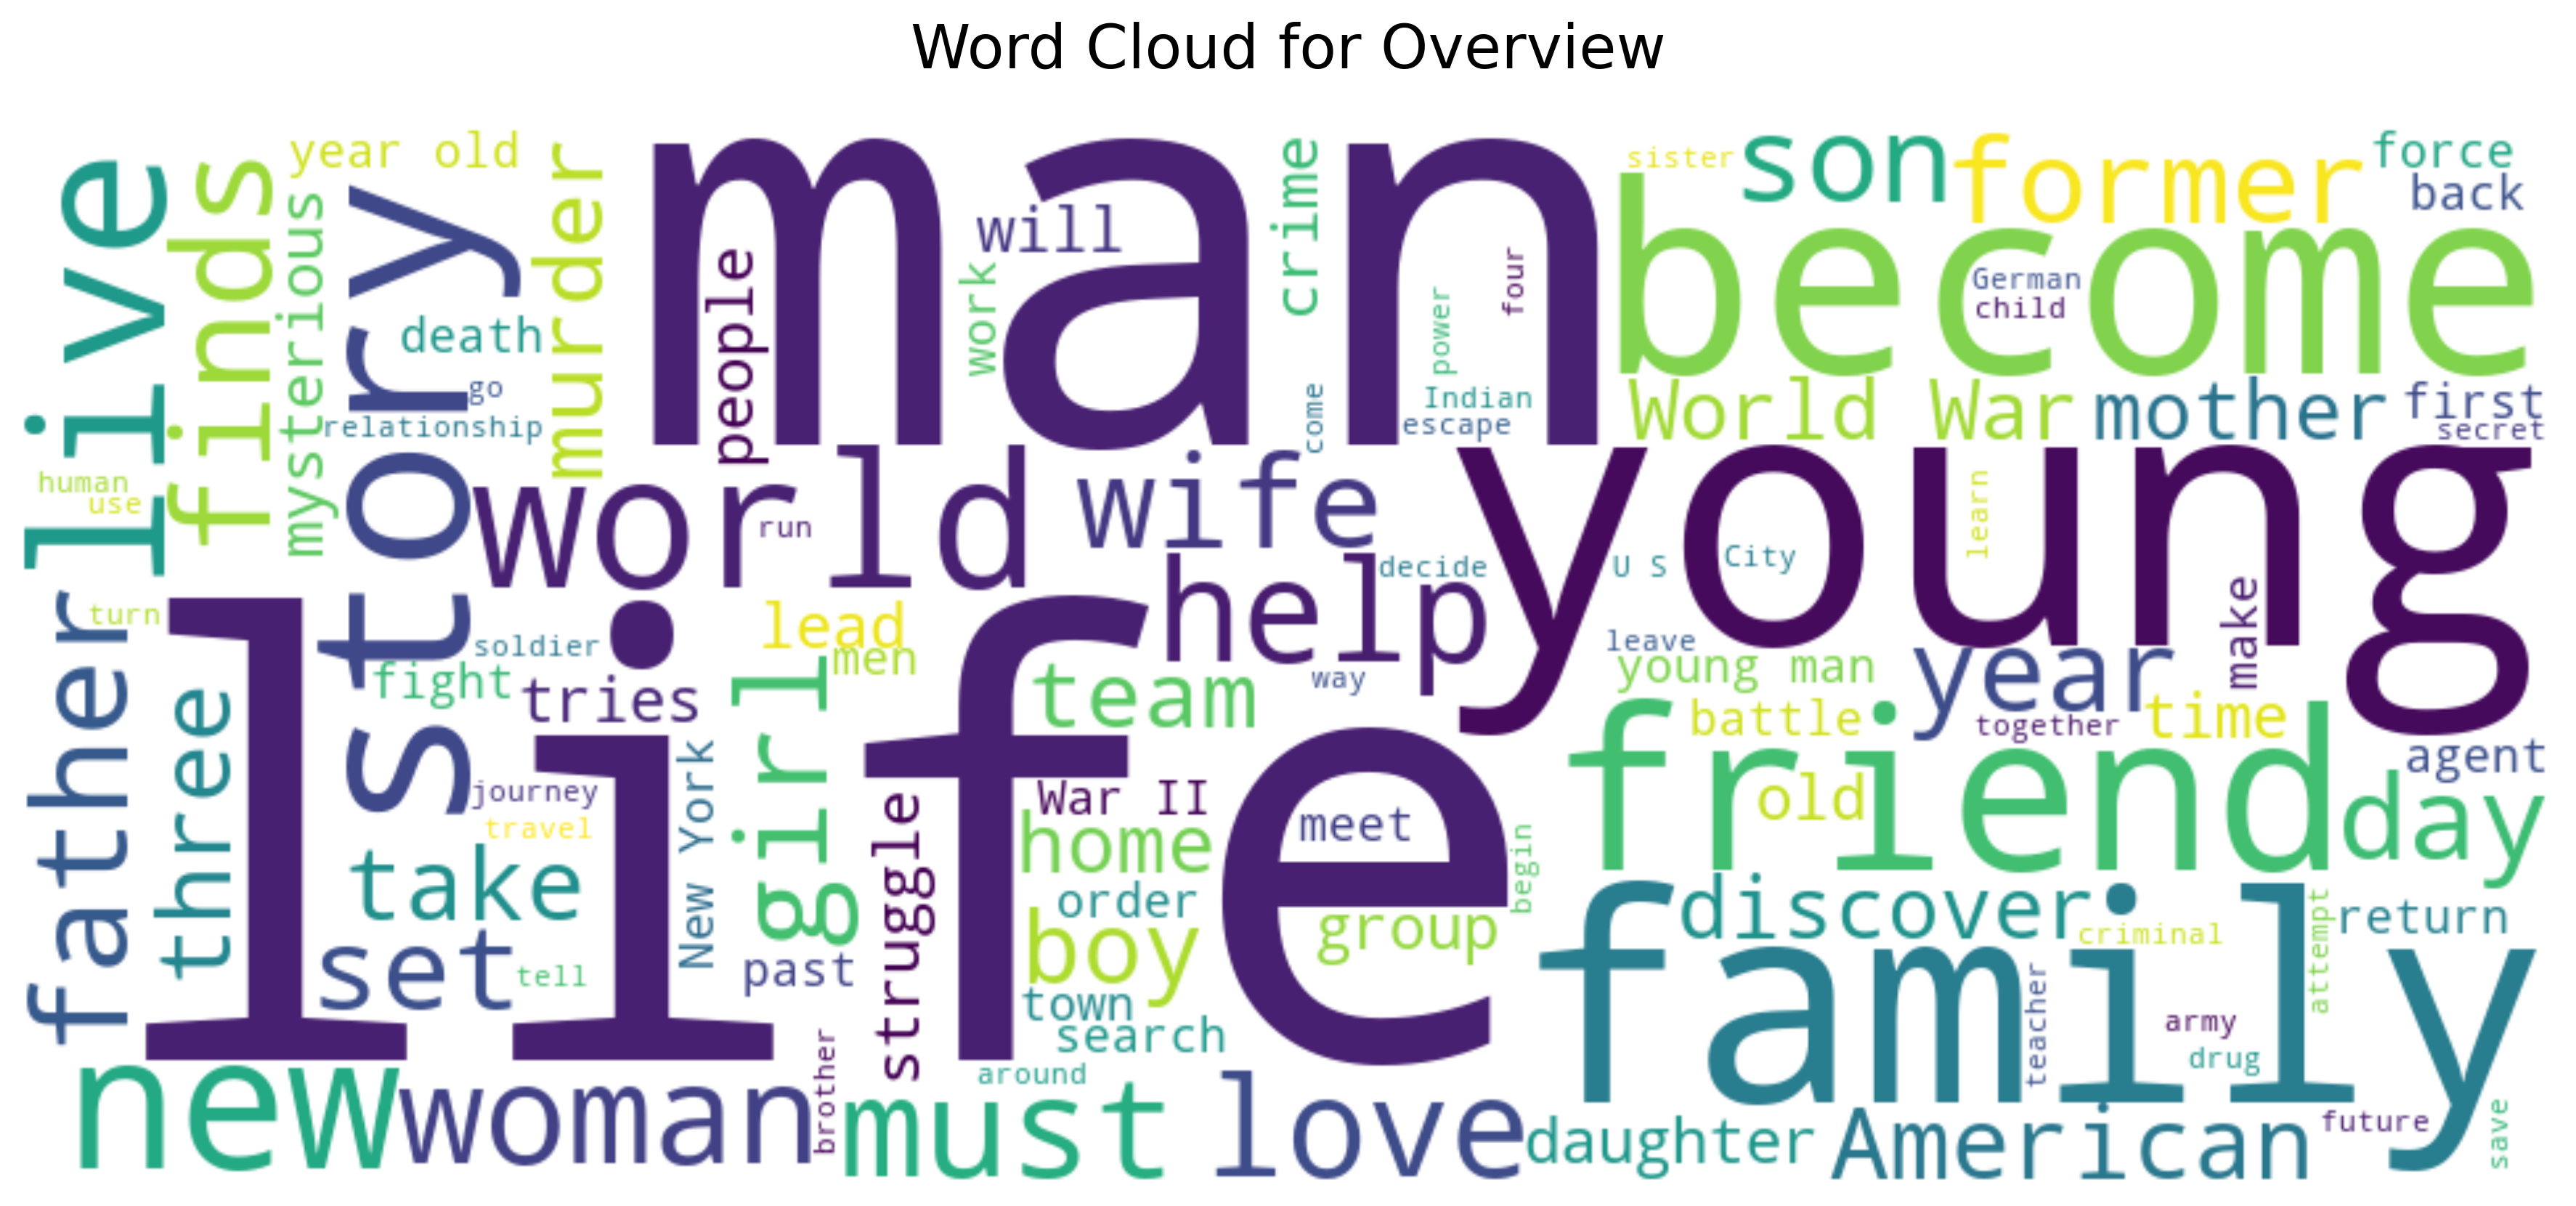 Word Cloud for Overview
live
finds
year old
mysterious
story
murder
death
go
relationship
man
people
will
work
crime
come
power
four
Indian
escape
sister
son
former
force
back
become
German
child
World War
mother
first
secret
human
use
world
run
wife
help
decide
young
U S
City
learn
make
leave
father
turn
three
life
soldier
fight
tries
lead
men
girl
team
way
young man
year
battle
together
time
friend
old
day
agent
journey
travel
take
set
tell
New York
past
struggle
War II
home
order
boy
town
search
around
meet
group
begin
discover
criminal
attempt
return
family
teacher
army
drug
new
woman
brother
must
love
daughter
American
future
save